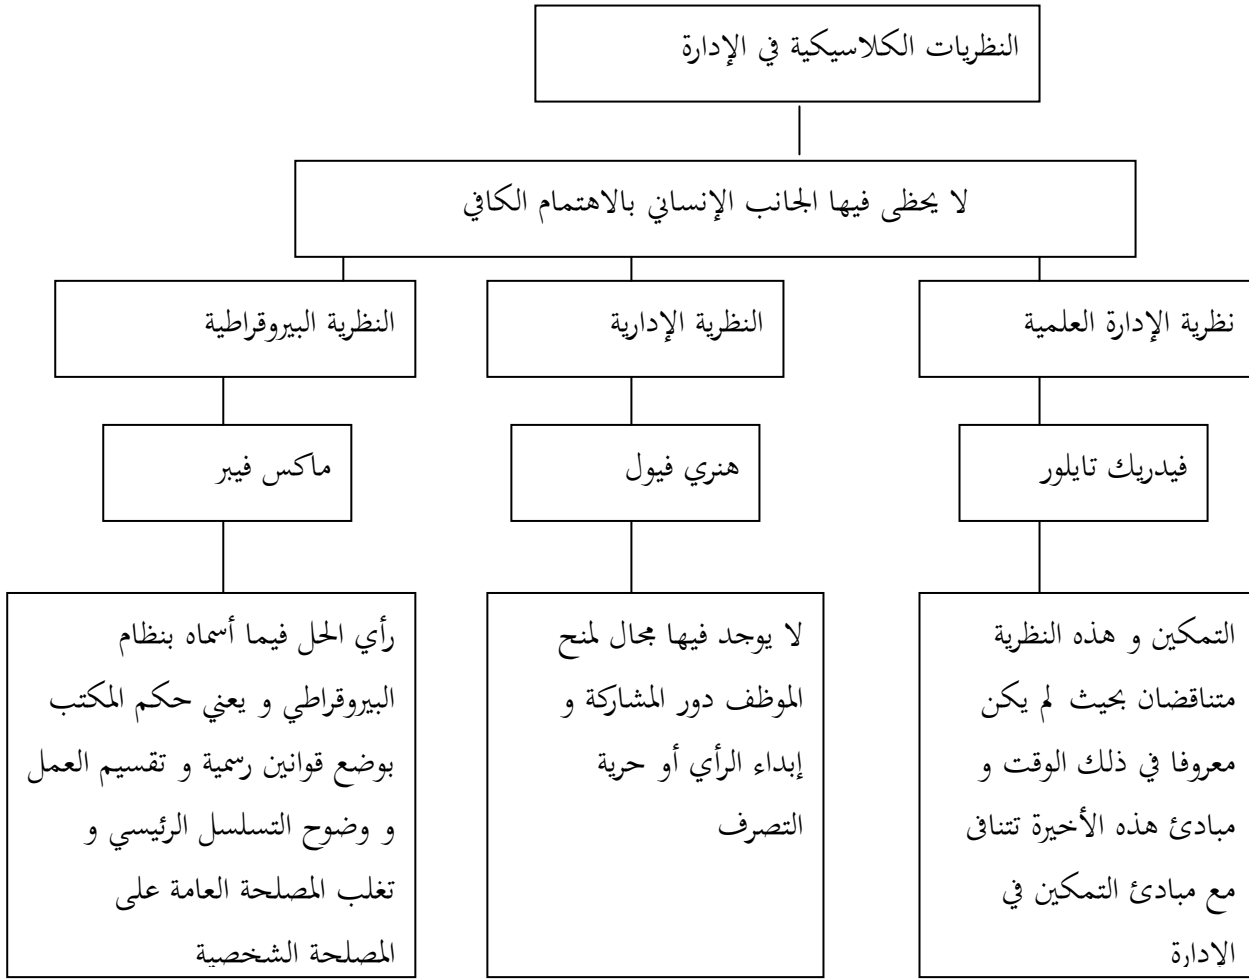 النظريات الكلاسيكية في الإدارة
لا يحظى فيها الجانب الإنساني بالاهتمام الكافي
نظرية الإدارة العلمية
النظرية الإدارية
النظرية البيروقراطية
فيدريك تايلور
هنري فيول
ماكس فيبر
التمكين و هذه النظرية
متناقضان بحيث لم يكن
معروفا في ذلك الوقت و
مبادئ هذه الأخيرة تتنافى
مع مبادئ التمكين في
الإدارة
لا يوجد فيها مجال لمنح
الموظف دور المشاركة و
إبداء الرأي أو حرية
التصرف
رأي الحل فيما أسماه بنظام
البيروقراطي و يعني حكم المكتب
بوضع قوانين رسمية و تقسيم العمل
و وضوح التسلسل الرئيسي و
تغلب المصلحة العامة على
المصلحة الشخصية